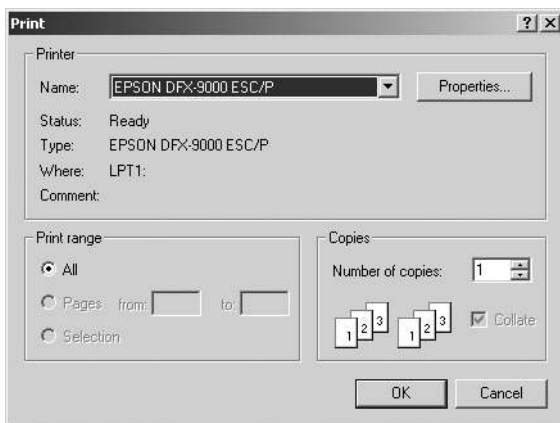 Print
Printer
Name: EPSON DFX-9000 ESC/P Properties...
Status: Ready
Type: EPSON DFX-9000 ESC/P
Where: LPT1:
Comment:
Print range
All
Pages from: to:
Selection
Copies
Number of copies: 1
1 2 3 1 2 3 Collate
OK Cancel